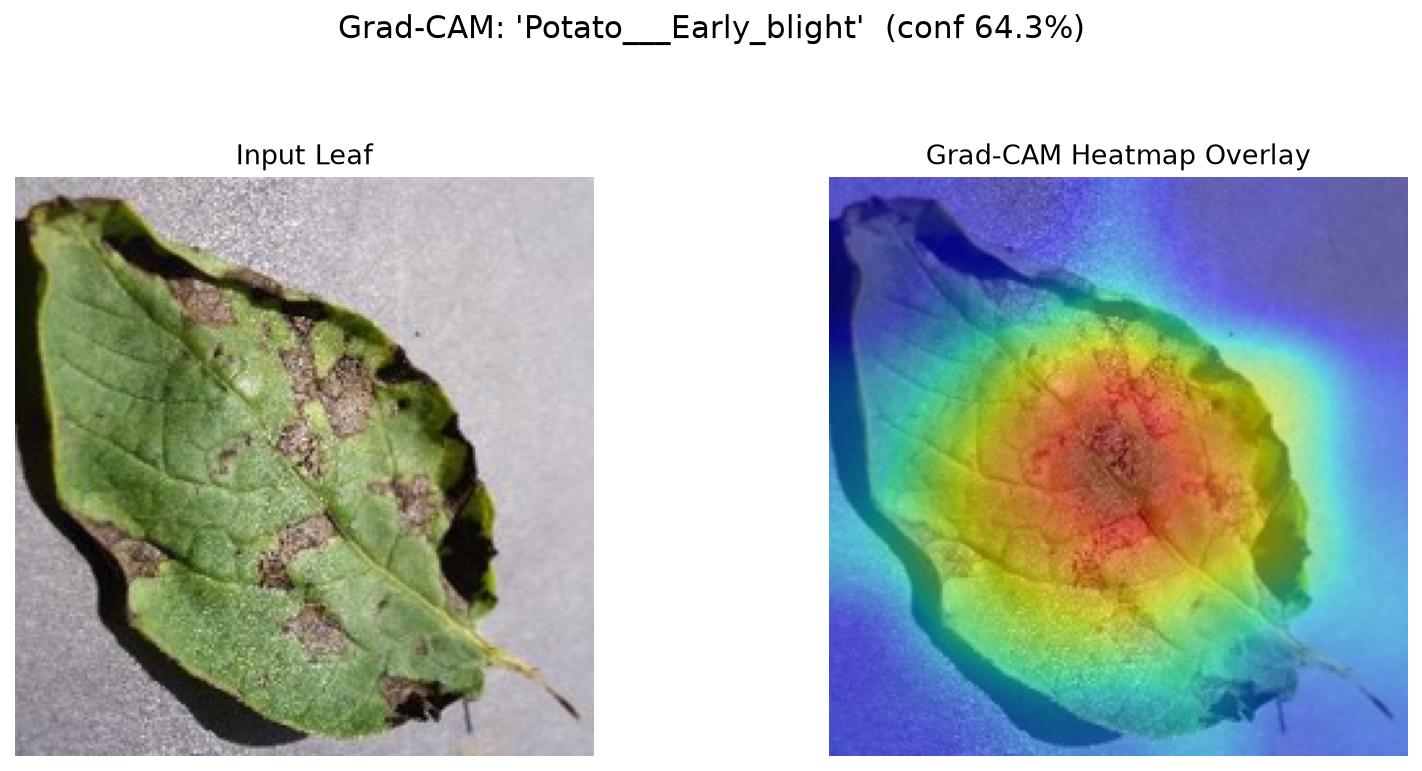 Grad-CAM: 'Potato___Early_blight'  (conf 64.3%)
Input Leaf
Grad-CAM Heatmap Overlay